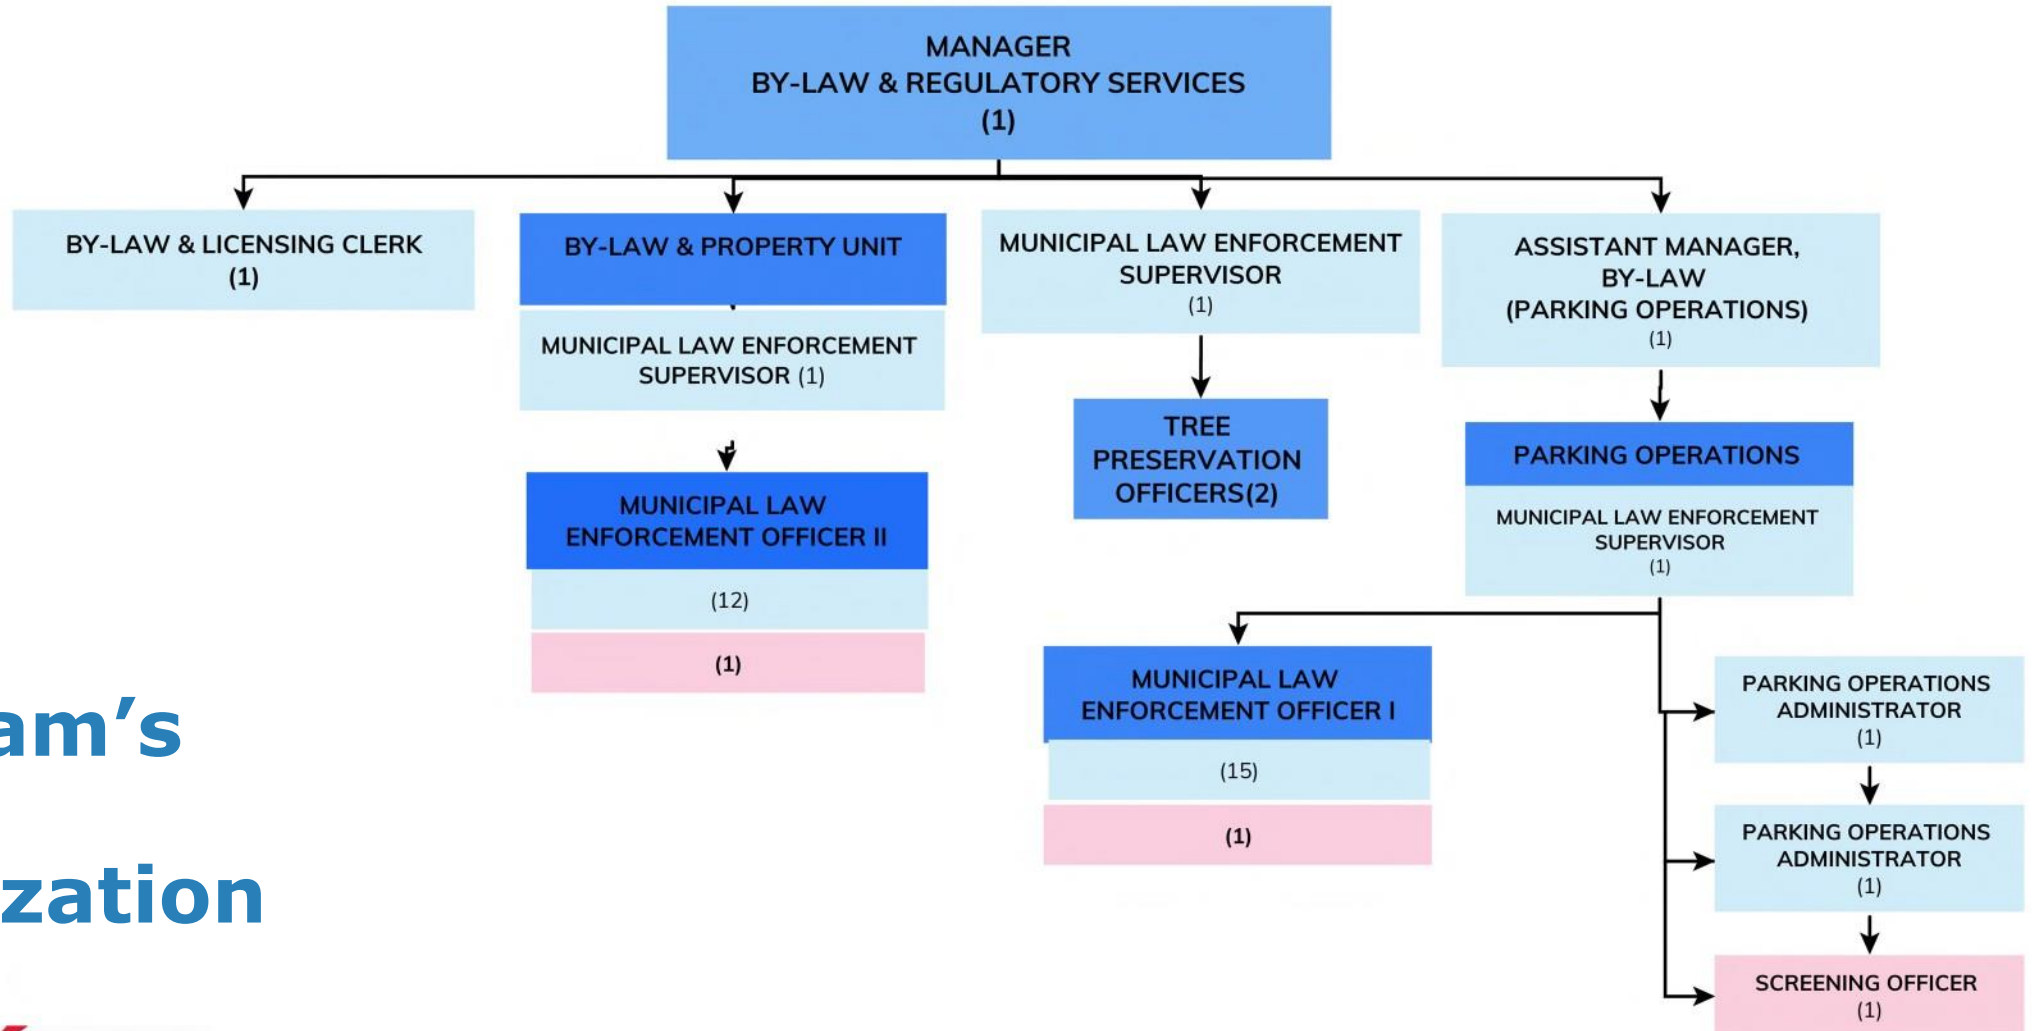 MANAGER
BY-LAW & REGULATORY SERVICES
(1)
BY-LAW & LICENSING CLERK
(1)
BY-LAW & PROPERTY UNIT
MUNICIPAL LAW ENFORCEMENT
SUPERVISOR (1)
MUNICIPAL LAW
ENFORCEMENT OFFICER II
(12)
(1)
MUNICIPAL LAW ENFORCEMENT
SUPERVISOR
(1)
TREE
PRESERVATION
OFFICERS(2)
ASSISTANT MANAGER,
BY-LAW
(PARKING OPERATIONS)
(1)
PARKING OPERATIONS
MUNICIPAL LAW ENFORCEMENT
SUPERVISOR
(1)
MUNICIPAL LAW
ENFORCEMENT OFFICER I
(15)
(1)
PARKING OPERATIONS
ADMINISTRATOR
(1)
PARKING OPERATIONS
ADMINISTRATOR
(1)
SCREENING OFFICER
(1)
am’s
zation